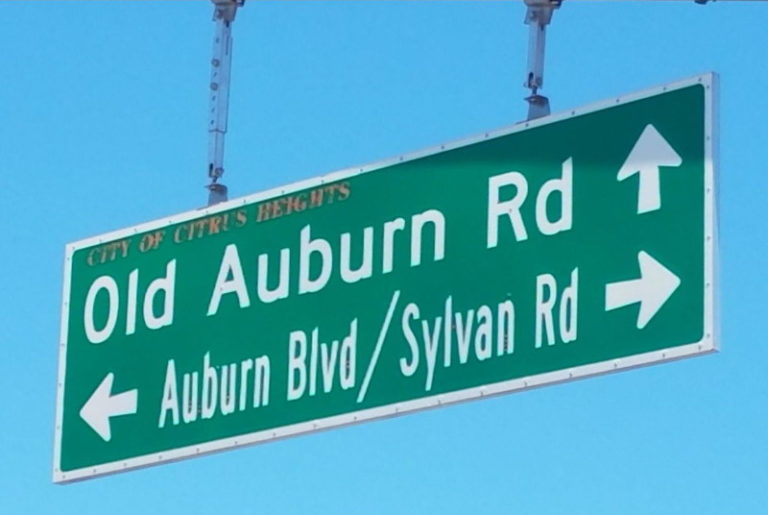 CITY OF CITRUS HEIGHTS
Old Auburn Rd
Auburn Blvd/Sylvan Rd